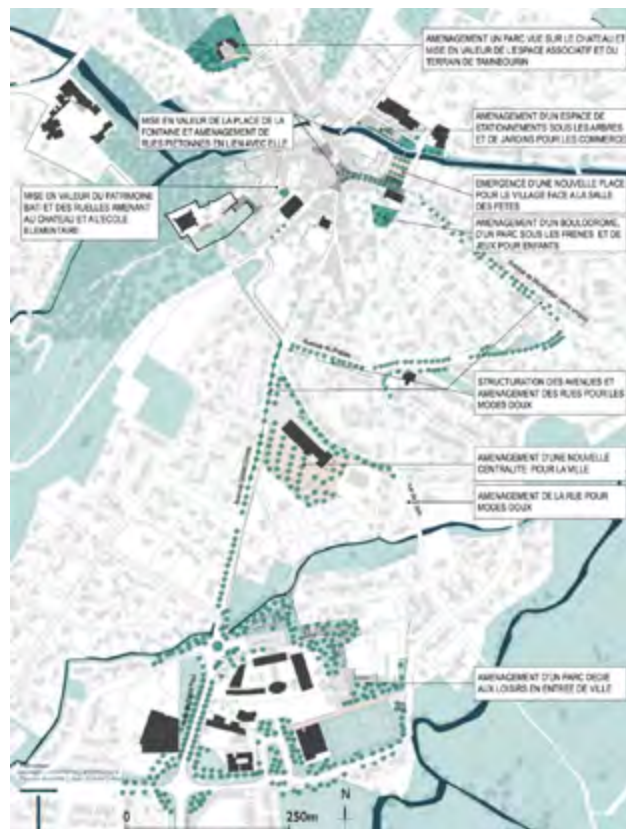 AMENAGEMENT UN PARC VUE SUR LE CHATEAU ET
MISE EN VALEUR DE L'ESPACE ASSOCIATIF ET DU
TERRAIN DE TAMBOURIN
MISE EN VALEUR DE LA PLACE DE LA
FONTAINE ET AMENAGEMENT DE
RUES PIETONNES EN LIEN AVEC ELLE
AMENAGEMENT D'UN ESPACE DE
STATIONNEMENTS SOUS LES ARBRES
ET DE JARDINS POUR LES COMMERCE
MISE EN VALEUR DU PATRIMOINE
BATI ET DES RUELLES AMENANT
AU CHATEAU ET A L'ECOLE
ELEMENTAIRE
EMERGENCE D'UNE NOUVELLE PLACE
POUR LE VILLAGE FACE A LA SALLE
DES FETES
AMENAGEMENT D'UN BOULODROME,
D'UN PARC SOUS LES FRENES ET DE
JEUX POUR ENFANTS
STRUCTURATION DES AVENUES ET
AMENAGEMENT DES RUES POUR LES
MODES DOUX
AMENAGEMENT D'UNE NOUVELLE
CENTRALITE POUR LA VILLE
AMENAGEMENT DE LA RUE POUR
MODES DOUX
AMENAGEMENT D'UN PARC DEDIE
AUX LOISIRS EN ENTREE DE VILLE
0 250m N